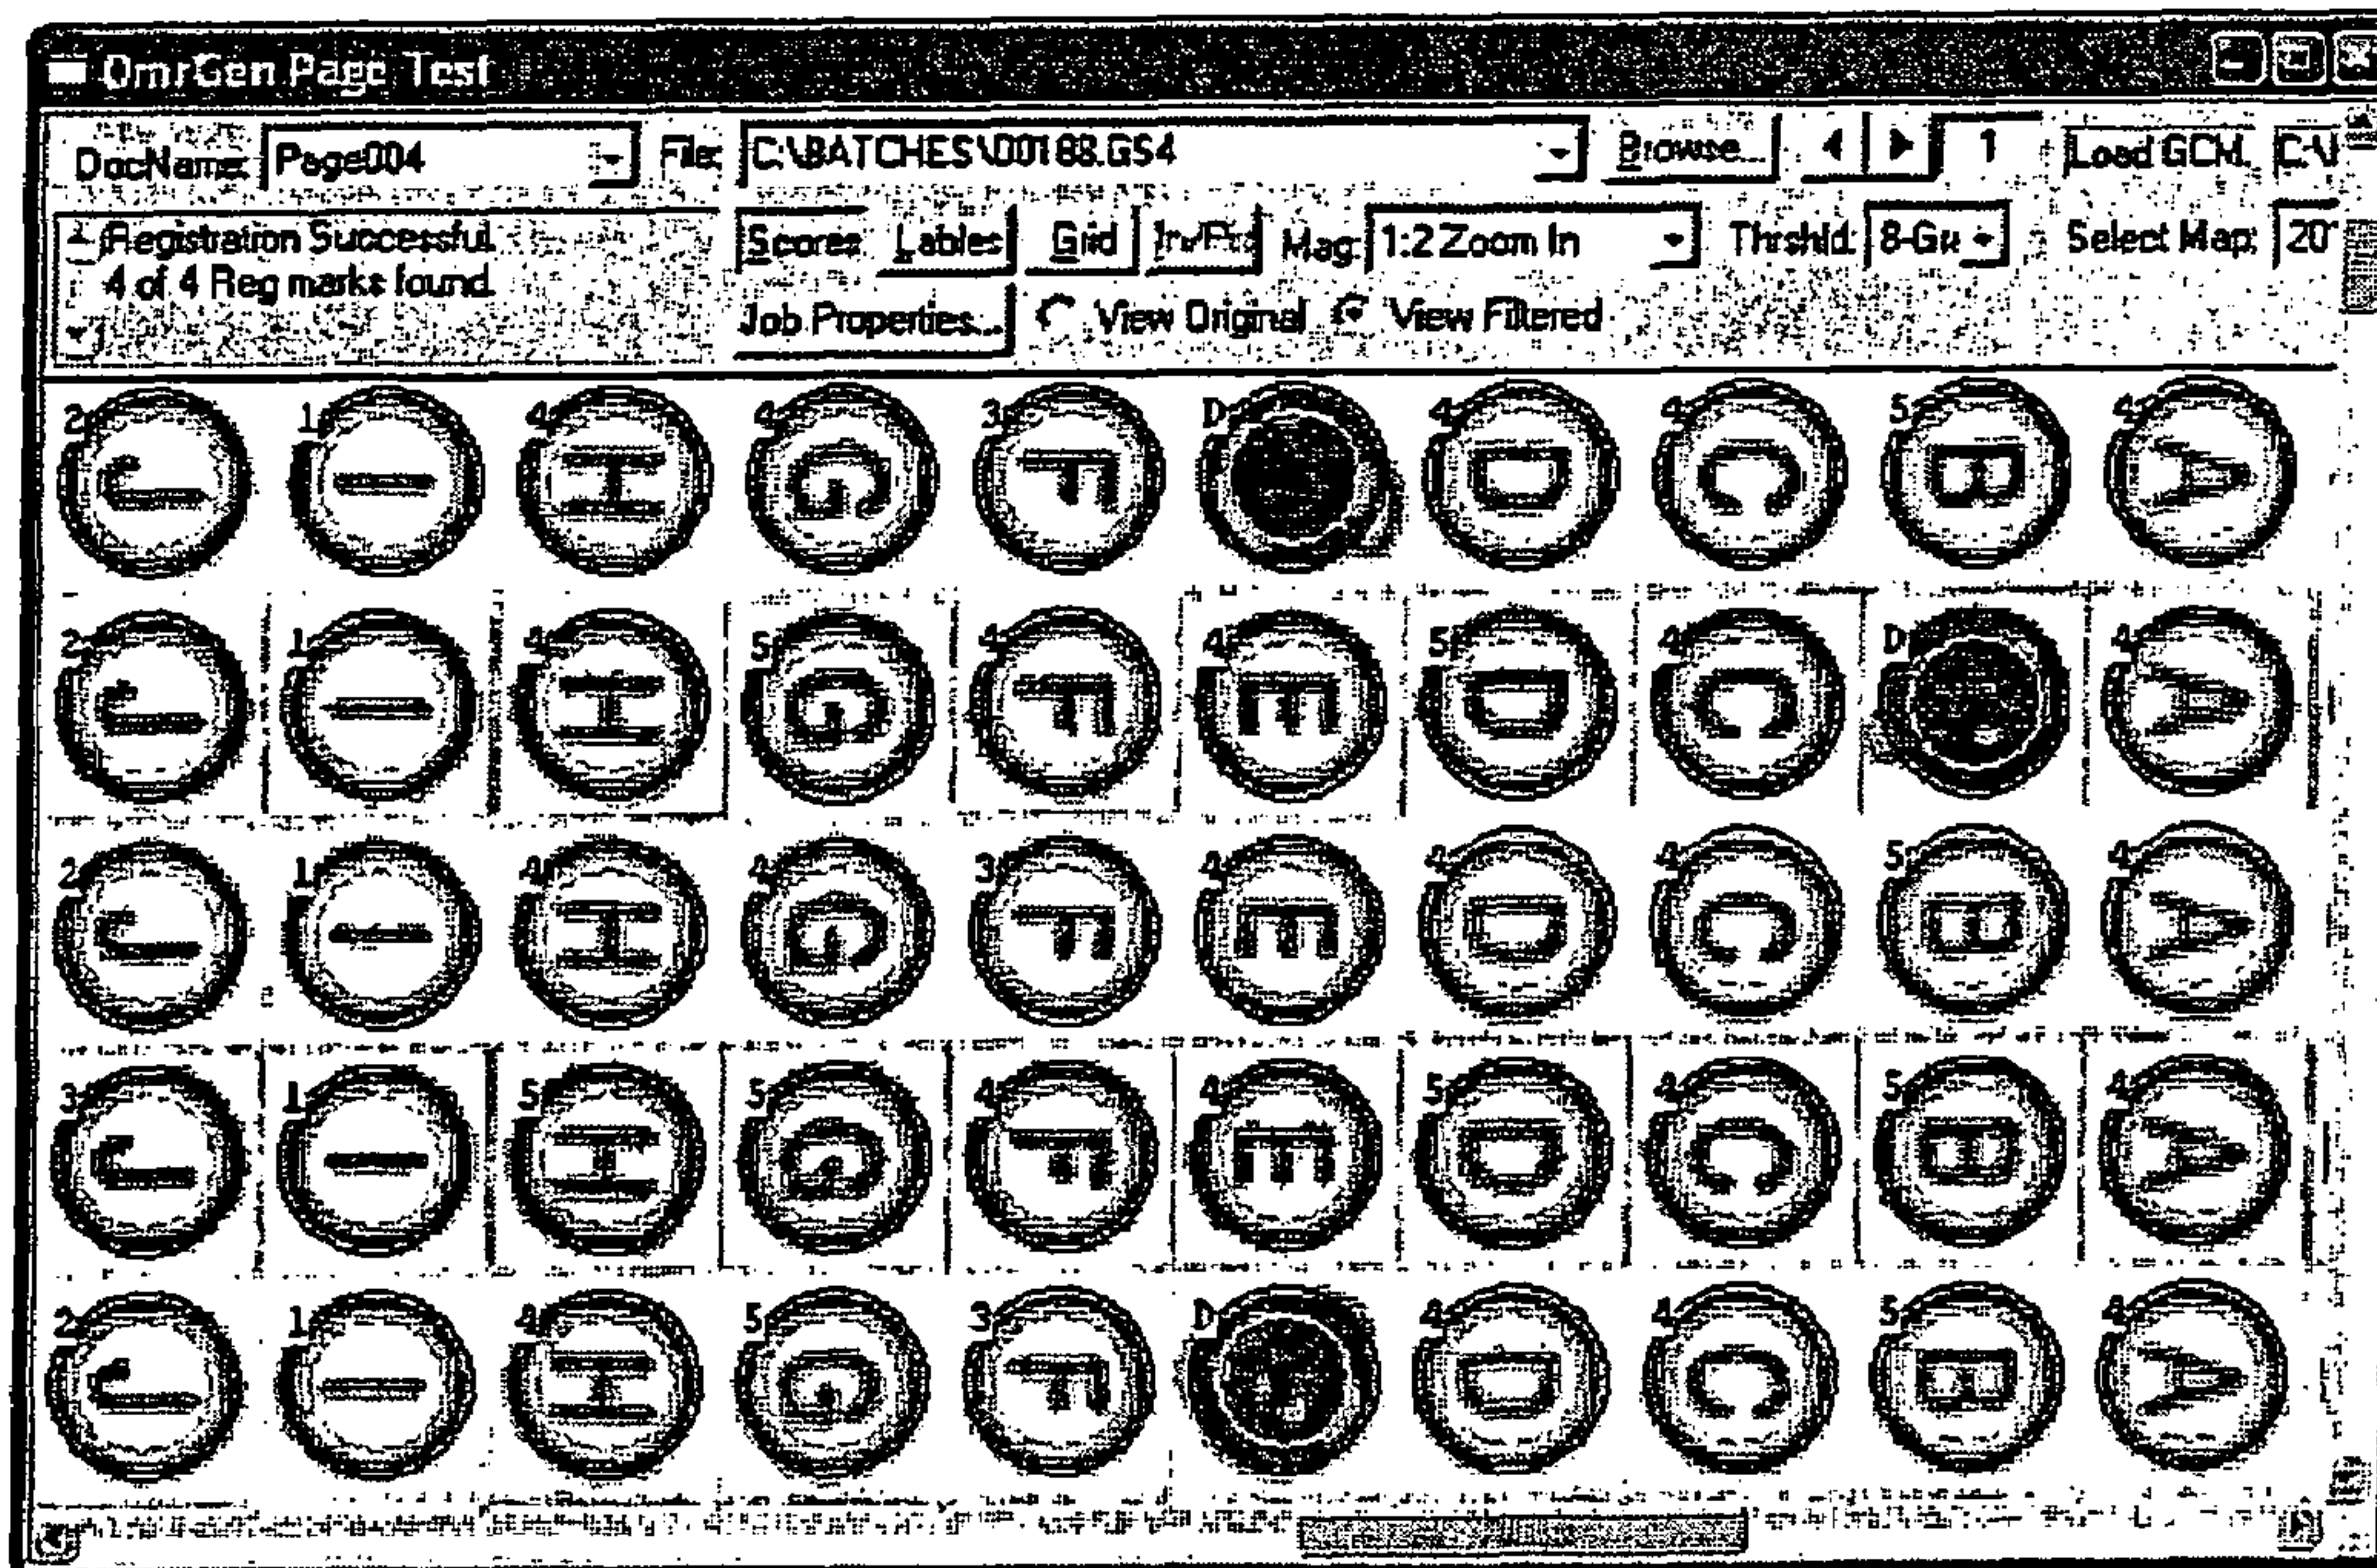 OmrGen Page Test
DocName: Page004 File: C:\BATCHES\00188.GS4 Browse... 1 Load GCM. C:\
Registration Successful.
4 of 4 Reg marks found.
Scores Lables Grid Inv/Fxd Mag: 1:2 Zoom In Thrshld: 8-Gx Select Map: 20
Job Properties... View Original View Filtered
2 1 4 4 3 D 4 4 5 4
J I H G F D C B A
2 1 4 5 4 4 5 4 D 4
J I H G F E D C A
2 1 4 4 3 4 4 4 5 4
J I H G F E D C B A
3 1 5 5 4 4 5 4 5 4
J I H G F E D C B A
2 1 4 5 3 D 4 4 5 4
J I H G F D C B A